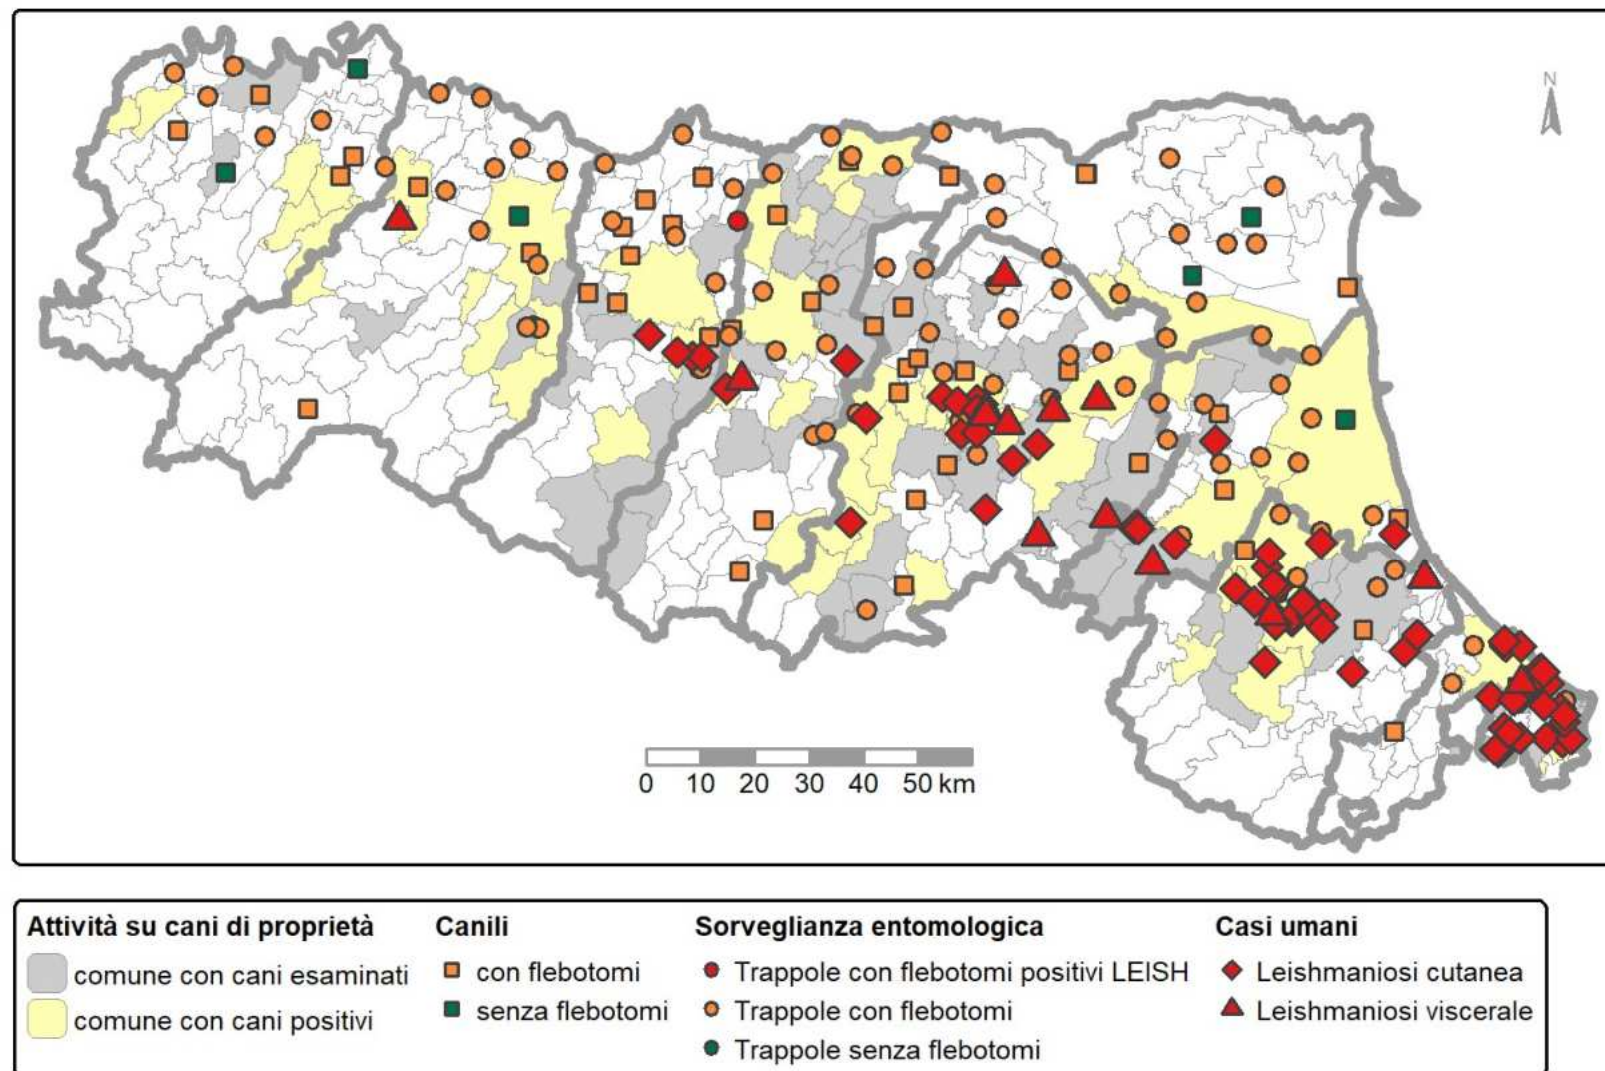 N
0 10 20 30 40 50 km
Attività su cani di proprietà
comune con cani esaminati
comune con cani positivi
Canili
con flebotomi
senza flebotomi
Sorveglianza entomologica
Trappole con flebotomi positivi LEISH
Trappole con flebotomi
Trappole senza flebotomi
Casi umani
Leishmaniosi cutanea
Leishmaniosi viscerale